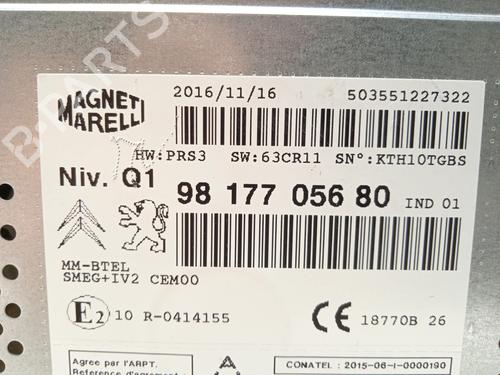 B-PARTS
MAGNETI
MARELLI
2016/11/16 503551227322
HW:PRS3 SW:63CR11 SN°:KTH10TGBS
Niv. Q1 98 177 056 80 IND 01
MM-BTEL
SMEG+IV2 CEM00
E2 10 R-0414155
CE 18770B 26
Agree par l'ARPT.
CONATEL : 2015-06-I-0000190
Reference d'agrement :